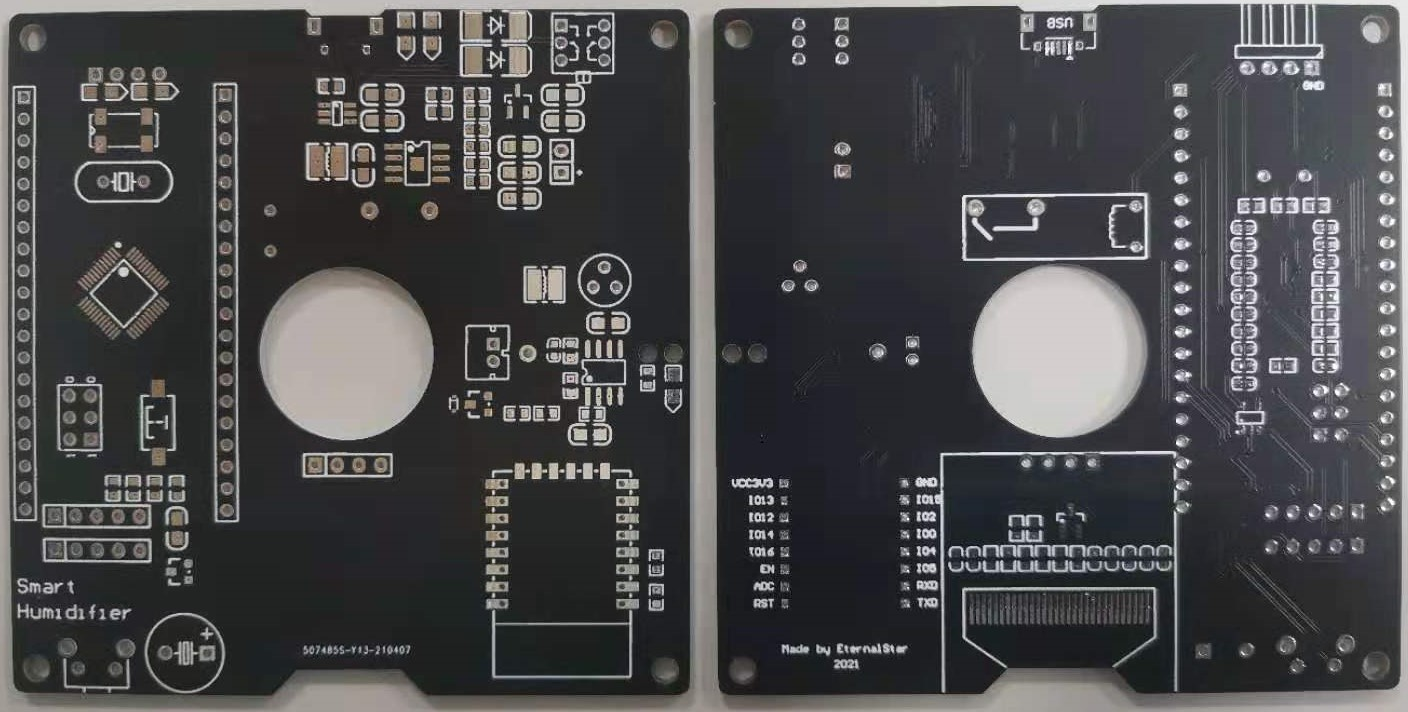 Smart
Humidifier
507485S-Y13-210407
USB
GND
VCC3V3
IO13
IO12
IO14
IO16
EN
ADC
RST
GND
IO15
IO2
IO0
IO4
IO5
RXD
TXD
Made by EternalStar
2021